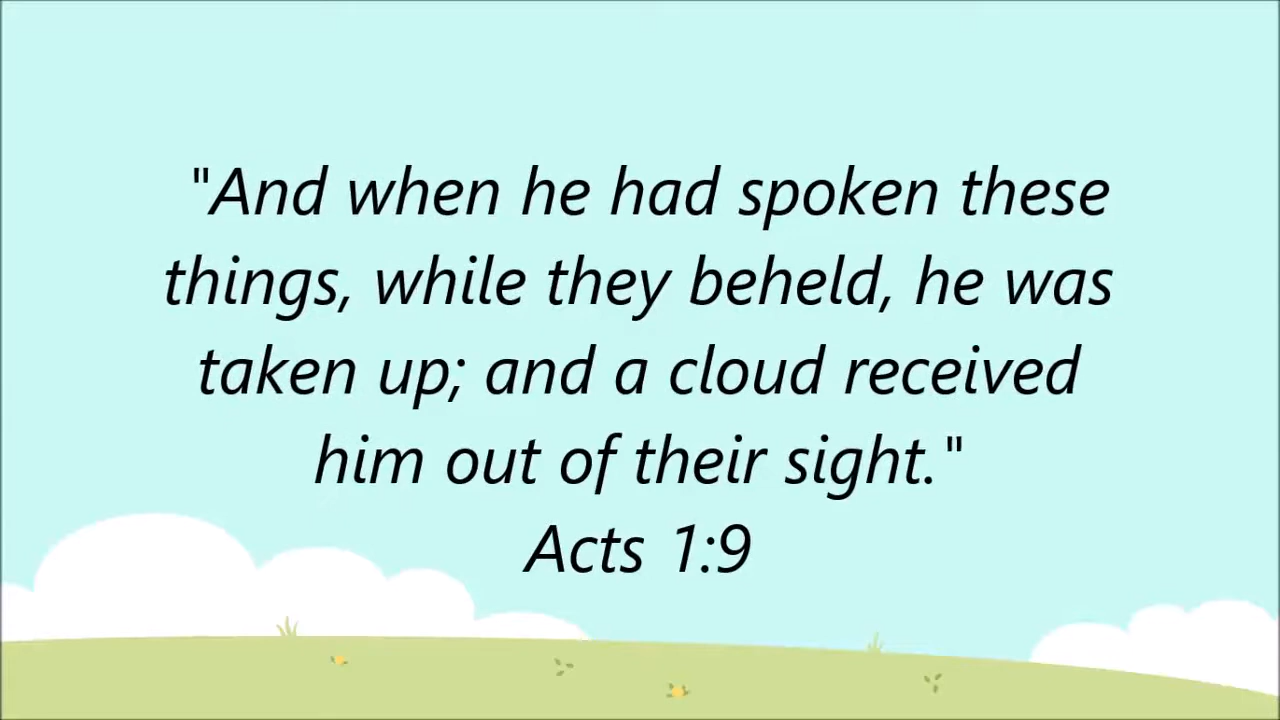 "And when he had spoken these
things, while they beheld, he was
taken up; and a cloud received
him out of their sight."
Acts 1:9